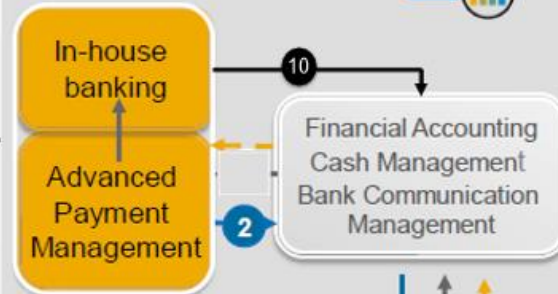 In-house
banking
10
Financial Accounting
Cash Management
Bank Communication
Management
Advanced
Payment
Management
2